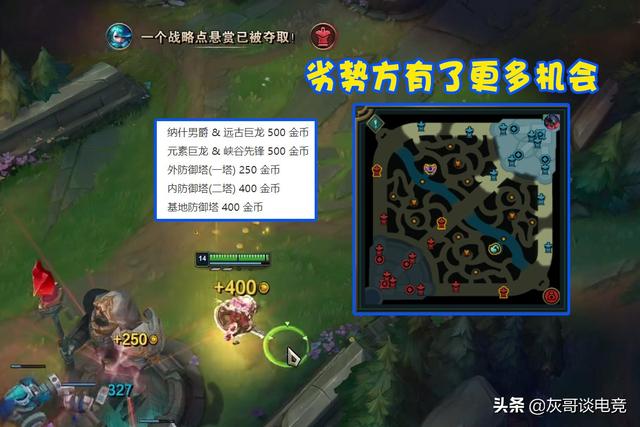 一个战略点悬赏已被夺取!
劣势方有了更多机会
纳什男爵 & 远古巨龙 500 金币
元素巨龙 & 峡谷先锋 500 金币
外防御塔(一塔) 250 金币
内防御塔(二塔) 400 金币
基地防御塔 400 金币
14
+400
+250
327
头条 @灰哥谈电竞